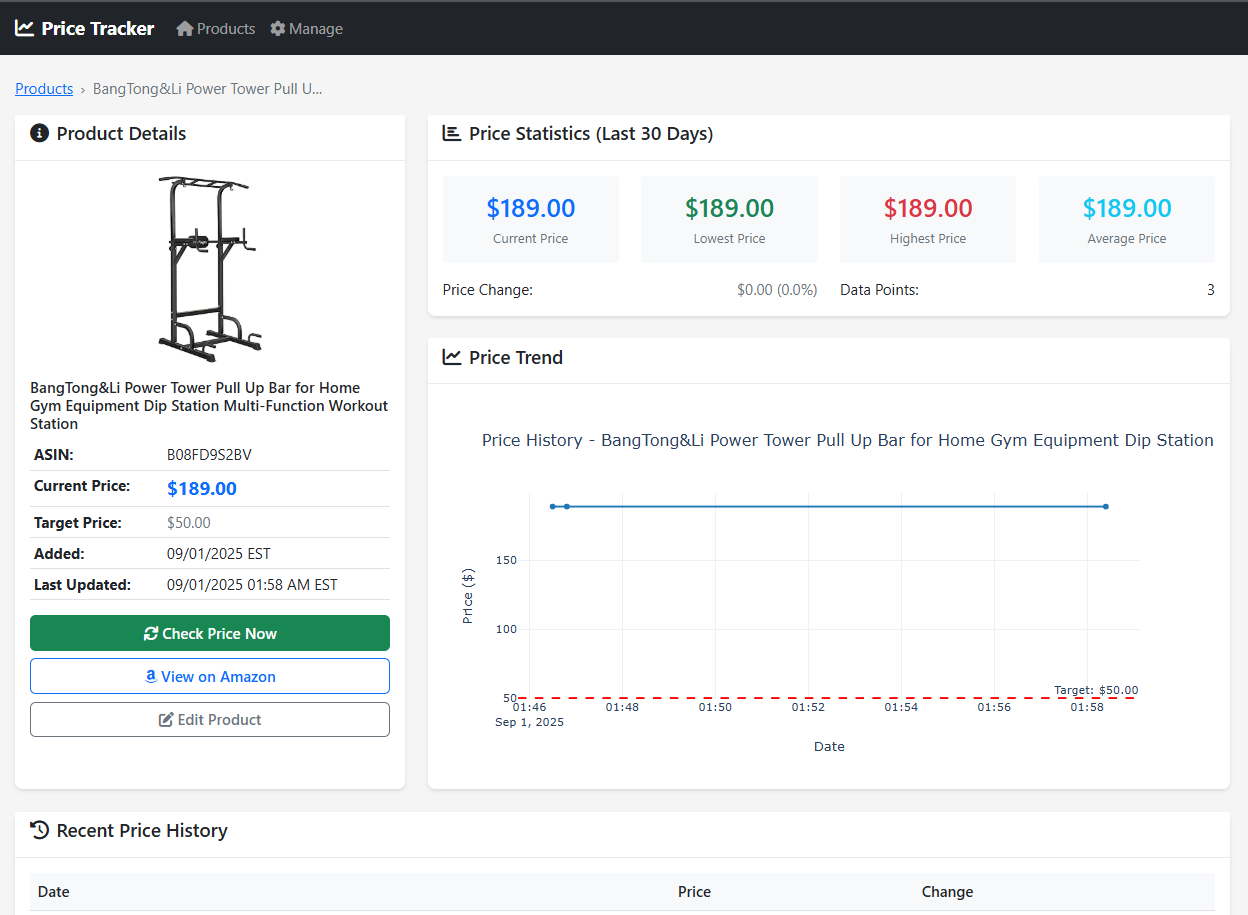 Price Tracker Products Manage
Products › BangTong&Li Power Tower Pull U...
Product Details
BangTong&Li Power Tower Pull Up Bar for Home
Gym Equipment Dip Station Multi-Function Workout
Station
ASIN: B08FD9S2BV
Current Price: $189.00
Target Price: $50.00
Added: 09/01/2025 EST
Last Updated: 09/01/2025 01:58 AM EST
Check Price Now
View on Amazon
Edit Product
Price Statistics (Last 30 Days)
$189.00 $189.00 $189.00 $189.00
Current Price Lowest Price Highest Price Average Price
Price Change: $0.00 (0.0%) Data Points: 3
Price Trend
Price History - BangTong&Li Power Tower Pull Up Bar for Home Gym Equipment Dip Station
150
100
50
Price ($)
Target: $50.00
01:46 01:48 01:50 01:52 01:54 01:56 01:58
Sep 1, 2025
Date
Recent Price History
Date Price Change